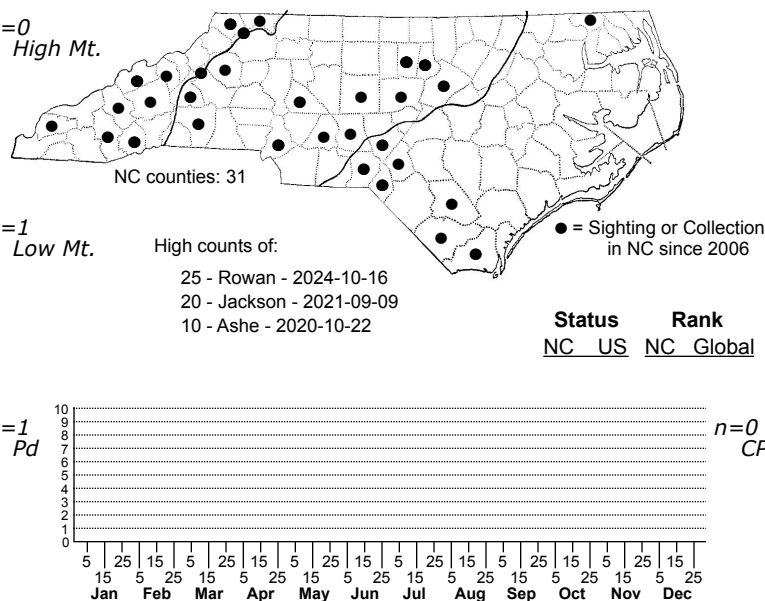 =0
High Mt.
NC counties: 31
=1
Low Mt.
High counts of:
25 - Rowan - 2024-10-16
20 - Jackson - 2021-09-09
10 - Ashe - 2020-10-22
● = Sighting or Collection
in NC since 2006
Status Rank
NC US NC Global
=1
Pd
n=0
CP
10
9
8
7
6
5
4
3
2
1
0
5 25 15 5 25 15 5 25 15 5 25 15 5 25 15 5 25 15
15 5 25 15 5 25 15 5 25 15 5 25 15 5 25 15 5 25
Jan Feb Mar Apr May Jun Jul Aug Sep Oct Nov Dec